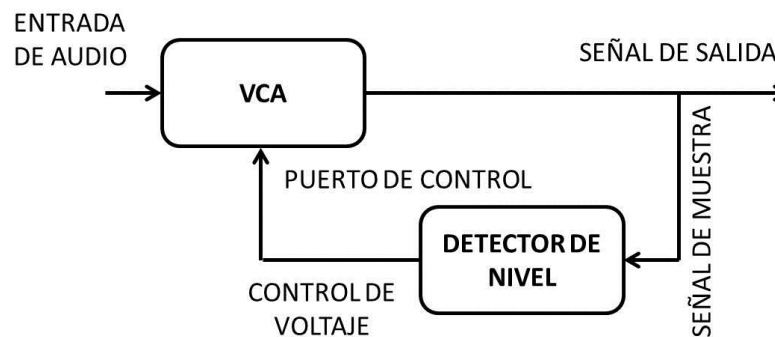 ENTRADA
DE AUDIO
VCA
SEÑAL DE SALIDA
SEÑAL DE MUESTRA
PUERTO DE CONTROL
DETECTOR DE
NIVEL
CONTROL DE
VOLTAJE